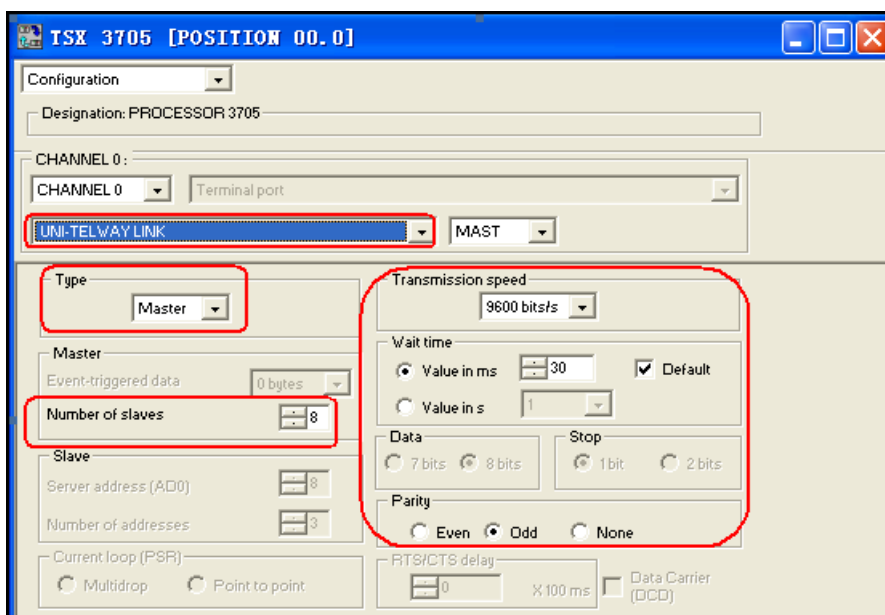 TSX 3705 [POSITION 00.0]
Configuration
Designation: PROCESSOR 3705
CHANNEL 0 :
CHANNEL 0 Terminal port
UNI-TELWAY LINK MAST
Type
Master
Transmission speed
9600 bits/s
Master
Event-triggered data 0 bytes
Number of slaves 8
Wait time
Value in ms 30 Default
Value in s 1
Data
7 bits 8 bits
Stop
1 bit 2 bits
Slave
Server address (AD0) 8
Number of addresses 3
Parity
Even Odd None
Current loop (PSR)
Multidrop Point to point
RTS/CTS delay
0 X 100 ms
Data Carrier
(DCD)